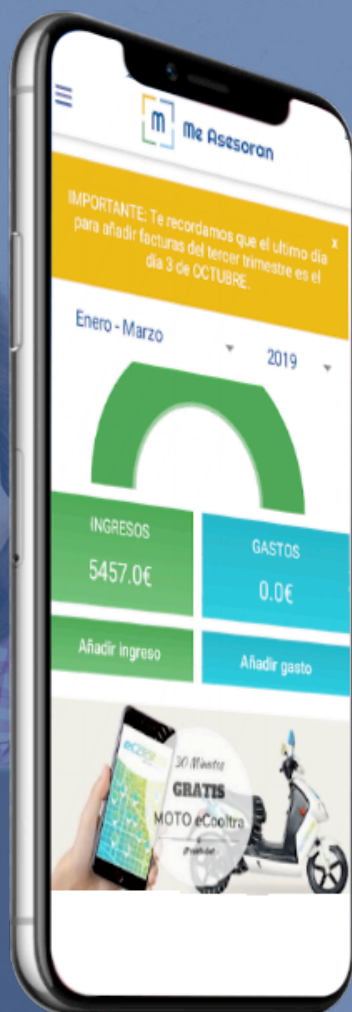 m Me Asesoran
IMPORTANTE: Te recordamos que el ultimo día
para añadir facturas del tercer trimestre es el
día 3 de OCTUBRE.
x
Enero - Marzo
2019
INGRESOS
5457.0€
GASTOS
0.0€
Añadir ingreso
Añadir gasto
30 Minutos
GRATIS
MOTO eCooltra